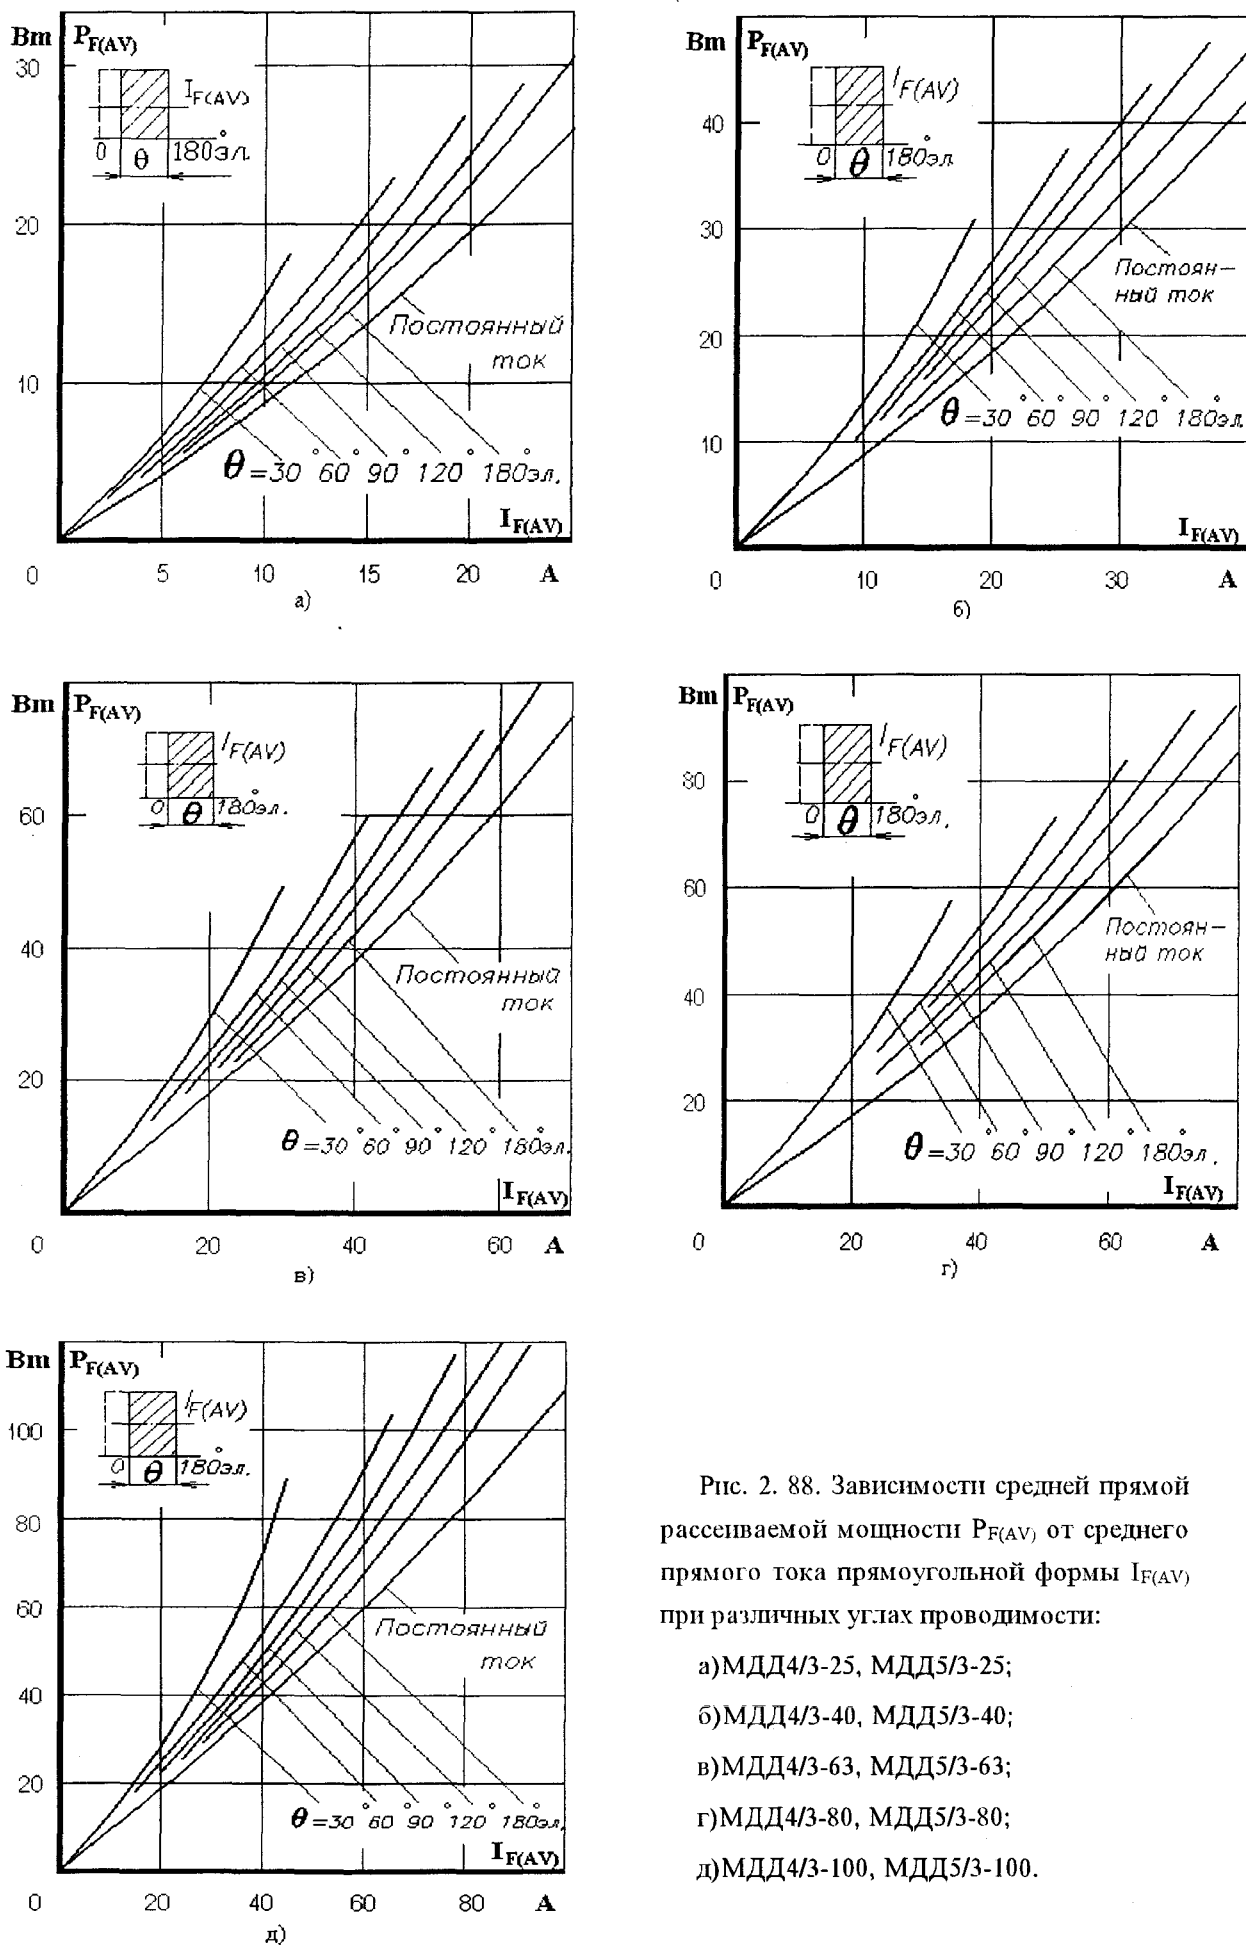 Вт P_F(AV)
30
20
10
I_F(AV)
0 θ 180°эл.
Постоянный
ток
θ=30° 60° 90° 120° 180°эл.
I_F(AV)
0 5 10 15 20 А
а)
Вт P_F(AV)
40
30
20
10
I_F(AV)
0 θ 180°эл
Постоян-
ный ток
θ=30° 60° 90° 120° 180°эл
I_F(AV)
0 10 20 30 А
б)
Вт P_F(AV)
60
40
20
I_F(AV)
0 θ 180°эл.
Постоянный
ток
θ=30° 60° 90° 120° 180°эл.
I_F(AV)
0 20 40 60 А
в)
Вт P_F(AV)
80
60
40
20
I_F(AV)
0 θ 180°эл.
Постоян-
ный ток
θ=30° 60° 90° 120° 180°эл.
I_F(AV)
0 20 40 60 А
г)
Вт P_F(AV)
100
80
60
40
20
I_F(AV)
0 θ 180°эл.
Постоянный
ток
θ=30° 60° 90° 120° 180°эл.
I_F(AV)
0 20 40 60 80 А
д)
Рис. 2. 88. Зависимости средней прямой
рассеиваемой мощности P_F(AV) от среднего
прямого тока прямоугольной формы I_F(AV)
при различных углах проводимости:
а)МДД4/3-25, МДД5/3-25;
б)МДД4/3-40, МДД5/3-40;
в)МДД4/3-63, МДД5/3-63;
г)МДД4/3-80, МДД5/3-80;
д)МДД4/3-100, МДД5/3-100.